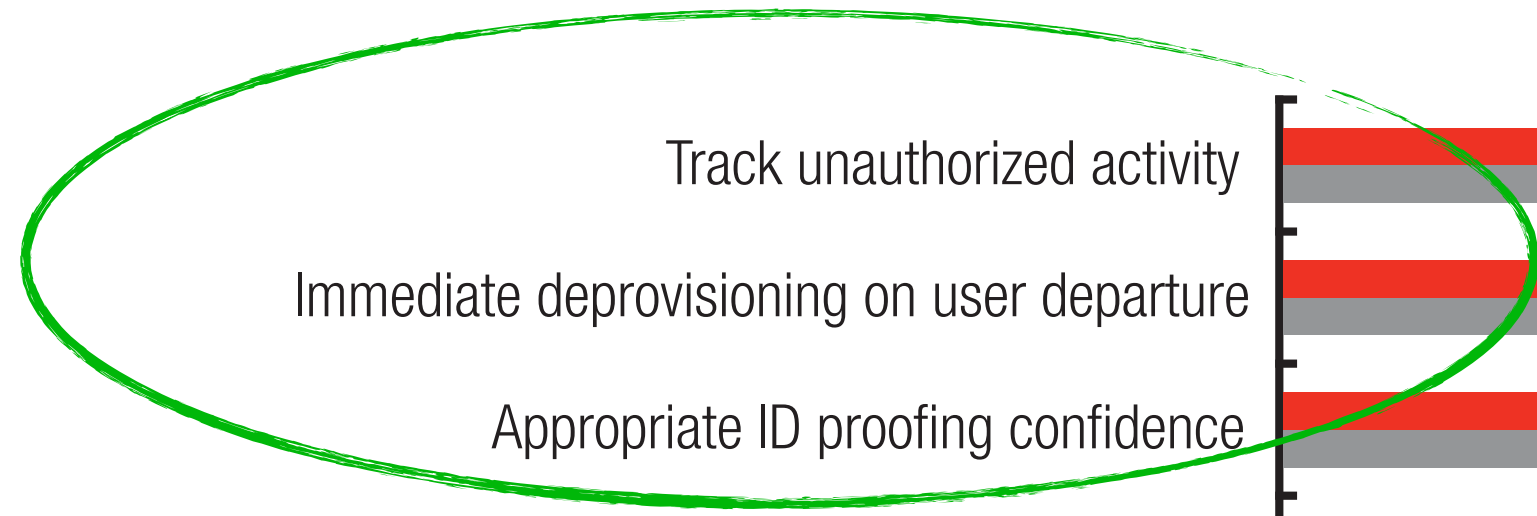 Track unauthorized activity
Immediate deprovisioning on user departure
Appropriate ID proofing confidence